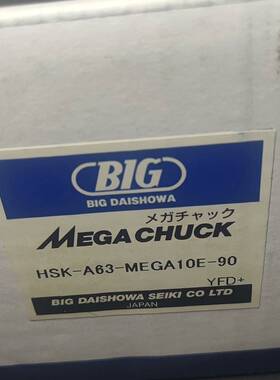 BIG
BIG DAISHOWA
メガチャック
MEGA CHUCK
HSK-A63-MEGA10E-90
YFD+
BIG DAISHOWA SEIKI CO LTD
JAPAN